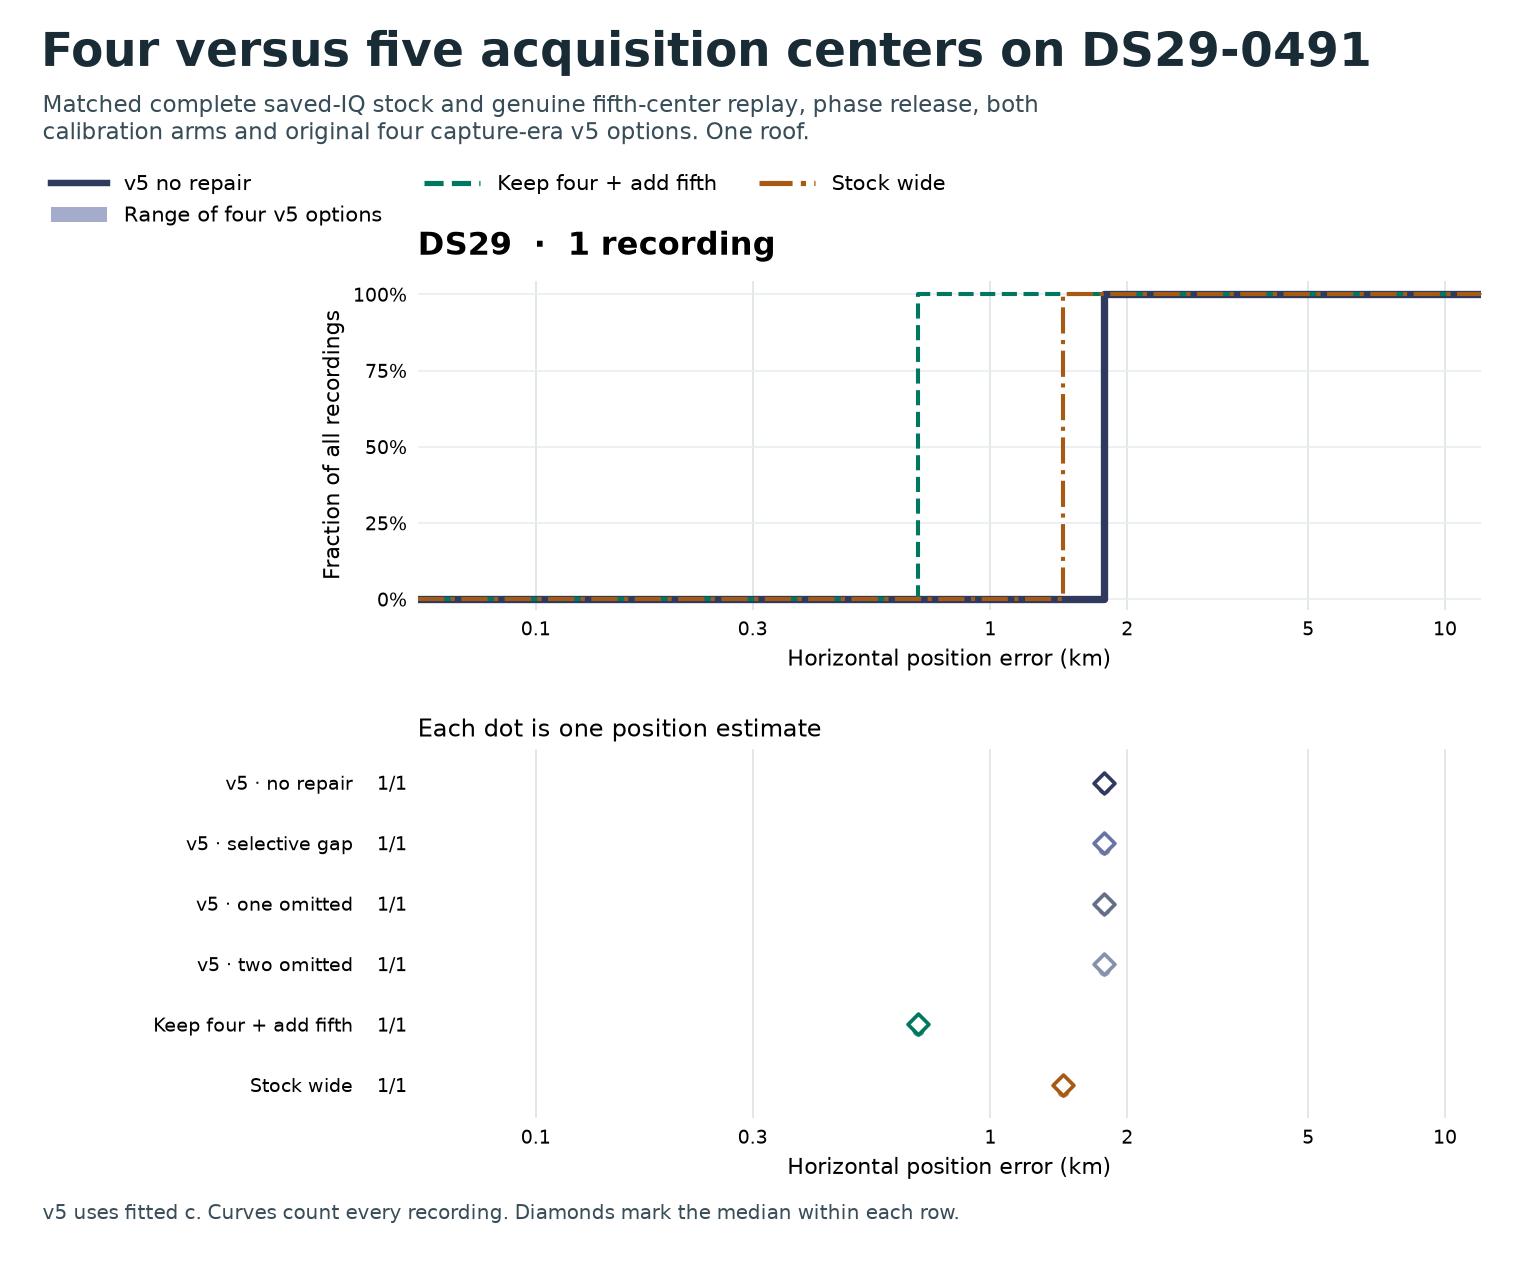 Four versus five acquisition centers on DS29-0491
Matched complete saved-IQ stock and genuine fifth-center replay, phase release, both
calibration arms and original four capture-era v5 options. One roof.
v5 no repair
Keep four + add fifth
Stock wide
Range of four v5 options
DS29 · 1 recording
Fraction of all recordings
100%
75%
50%
25%
0%
0.1 0.3 1 2 5 10
Horizontal position error (km)
Each dot is one position estimate
v5 · no repair 1/1
v5 · selective gap 1/1
v5 · one omitted 1/1
v5 · two omitted 1/1
Keep four + add fifth 1/1
Stock wide 1/1
0.1 0.3 1 2 5 10
Horizontal position error (km)
v5 uses fitted c. Curves count every recording. Diamonds mark the median within each row.